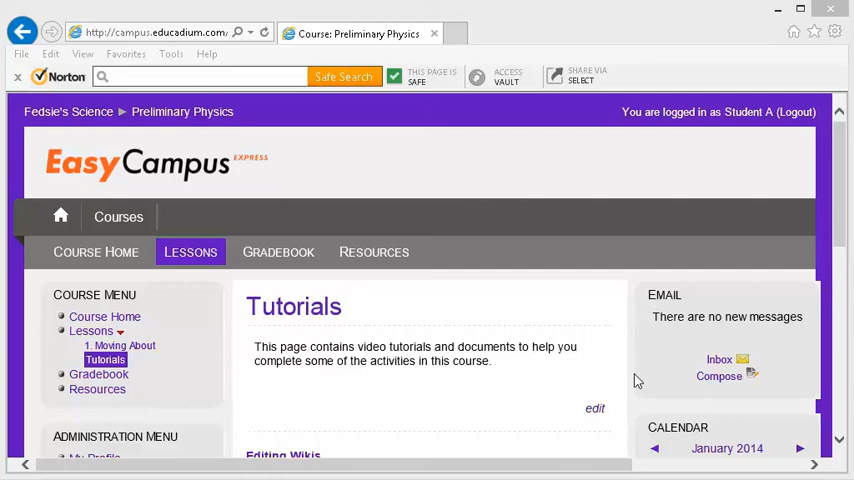 http://campus.educadium.com/
Course: Preliminary Physics
File Edit View Favorites Tools Help
Norton
Safe Search
THIS PAGE IS
SAFE
ACCESS
VAULT
SHARE VIA
SELECT
Fedsie's Science ▶ Preliminary Physics
You are logged in as Student A (Logout)
EasyCampus EXPRESS
Courses
COURSE HOME
LESSONS
GRADEBOOK
RESOURCES
COURSE MENU
Course Home
Lessons
1. Moving About
Tutorials
Gradebook
Resources
ADMINISTRATION MENU
My Profile
Tutorials
This page contains video tutorials and documents to help you
complete some of the activities in this course.
edit
Editing Wikis
EMAIL
There are no new messages
Inbox
Compose
CALENDAR
January 2014